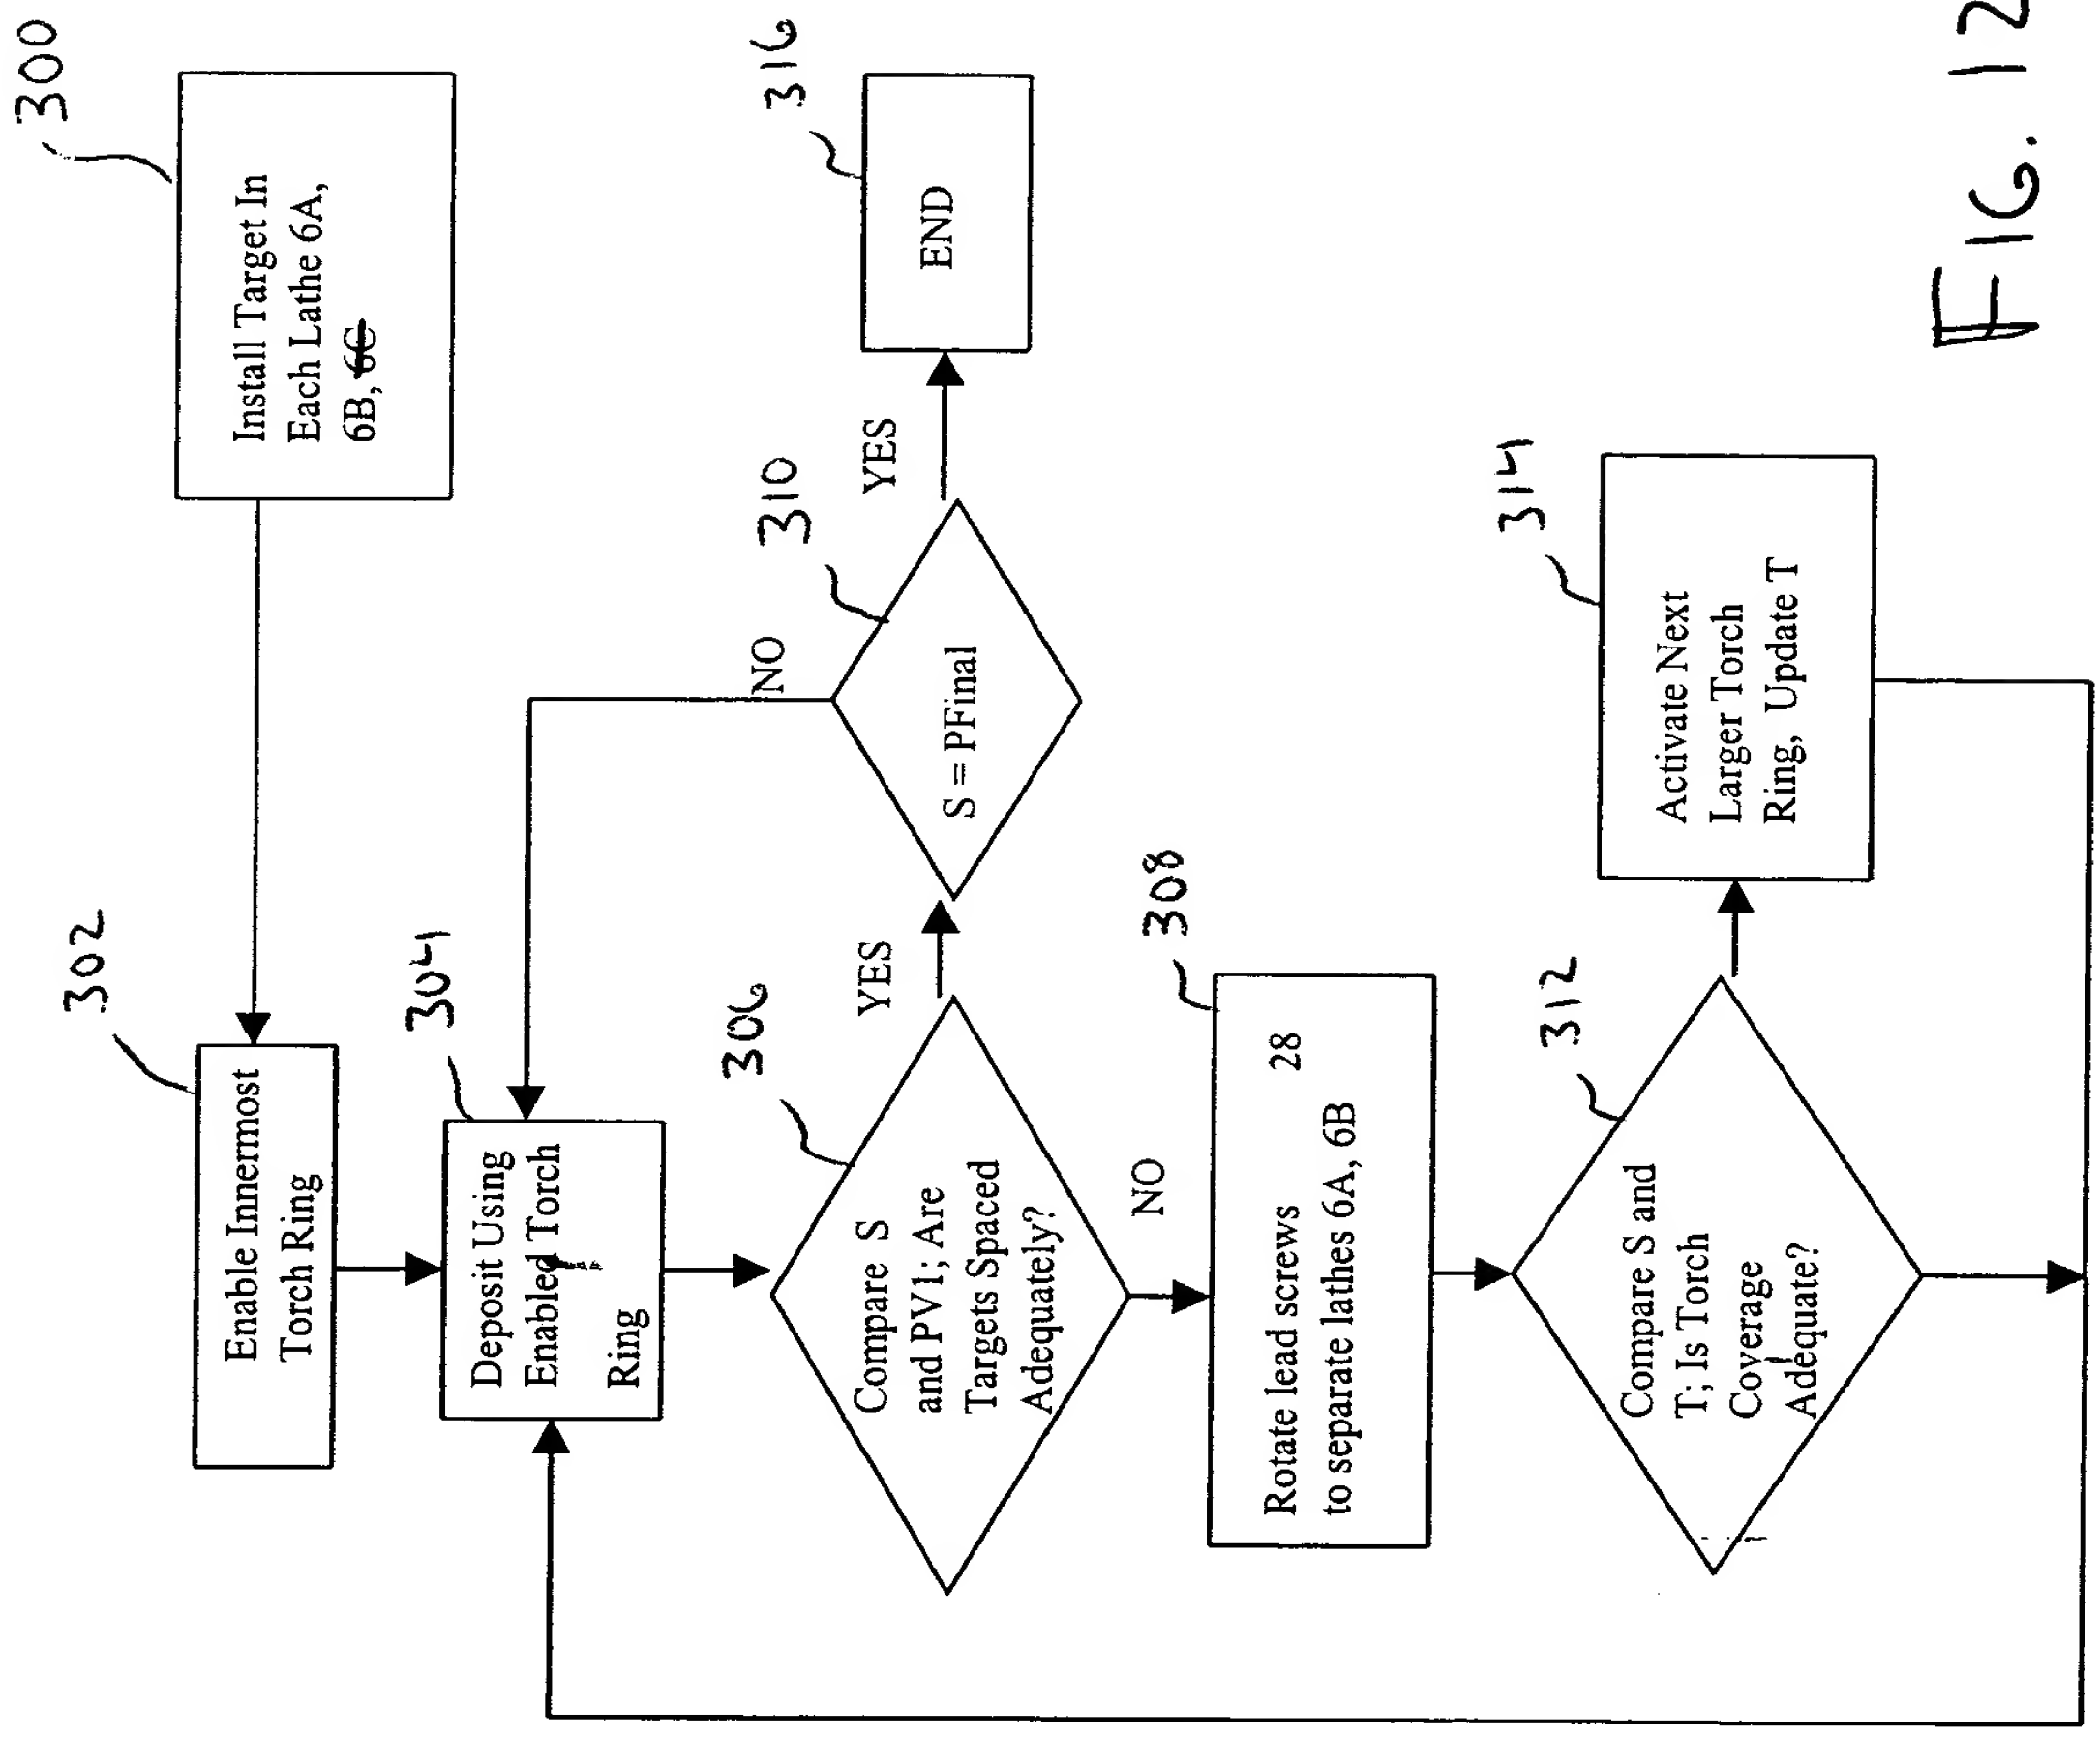 300
Install Target In
Each Lathe 6A,
6B, 6C
302
Enable Innermost
Torch Ring
304
Deposit Using
Enabled Torch
Ring
306
Compare S
and PV1; Are
Targets Spaced
Adequately?
YES
NO
310
S = PFinal
NO
YES
316
END
308
Rotate lead screws 28
to separate lathes 6A, 6B
312
Compare S and
T; Is Torch
Coverage
Adequate?
314
Activate Next
Larger Torch
Ring, Update T
FIG. 12